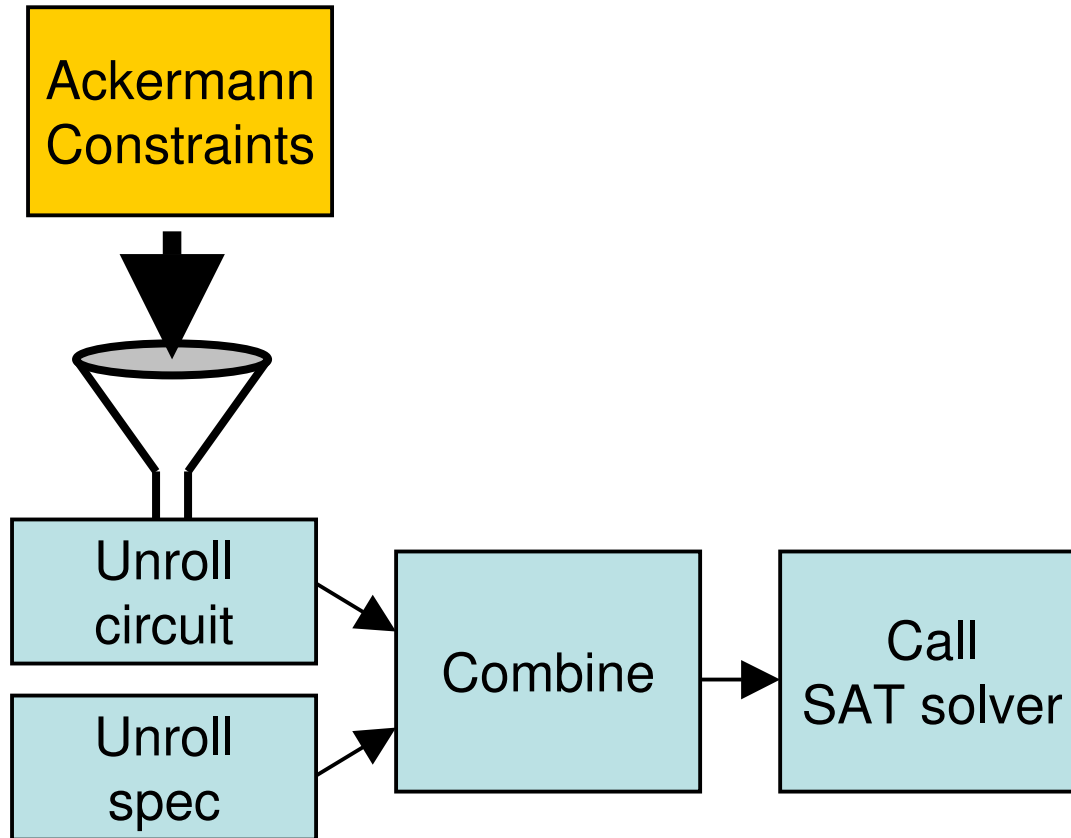 Ackermann
Constraints
Unroll
circuit
Unroll
spec
Combine
Call
SAT solver